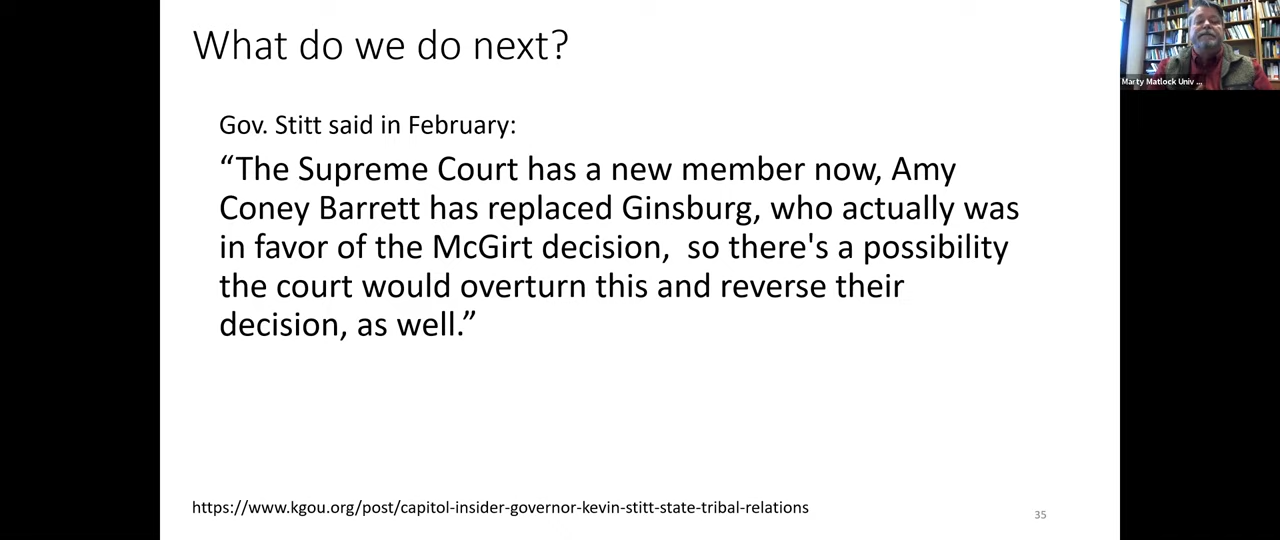 What do we do next?
Gov. Stitt said in February:
“The Supreme Court has a new member now, Amy
Coney Barrett has replaced Ginsburg, who actually was
in favor of the McGirt decision,  so there's a possibility
the court would overturn this and reverse their
decision, as well.”
https://www.kgou.org/post/capitol-insider-governor-kevin-stitt-state-tribal-relations
35
Marty Matlock Univ ...